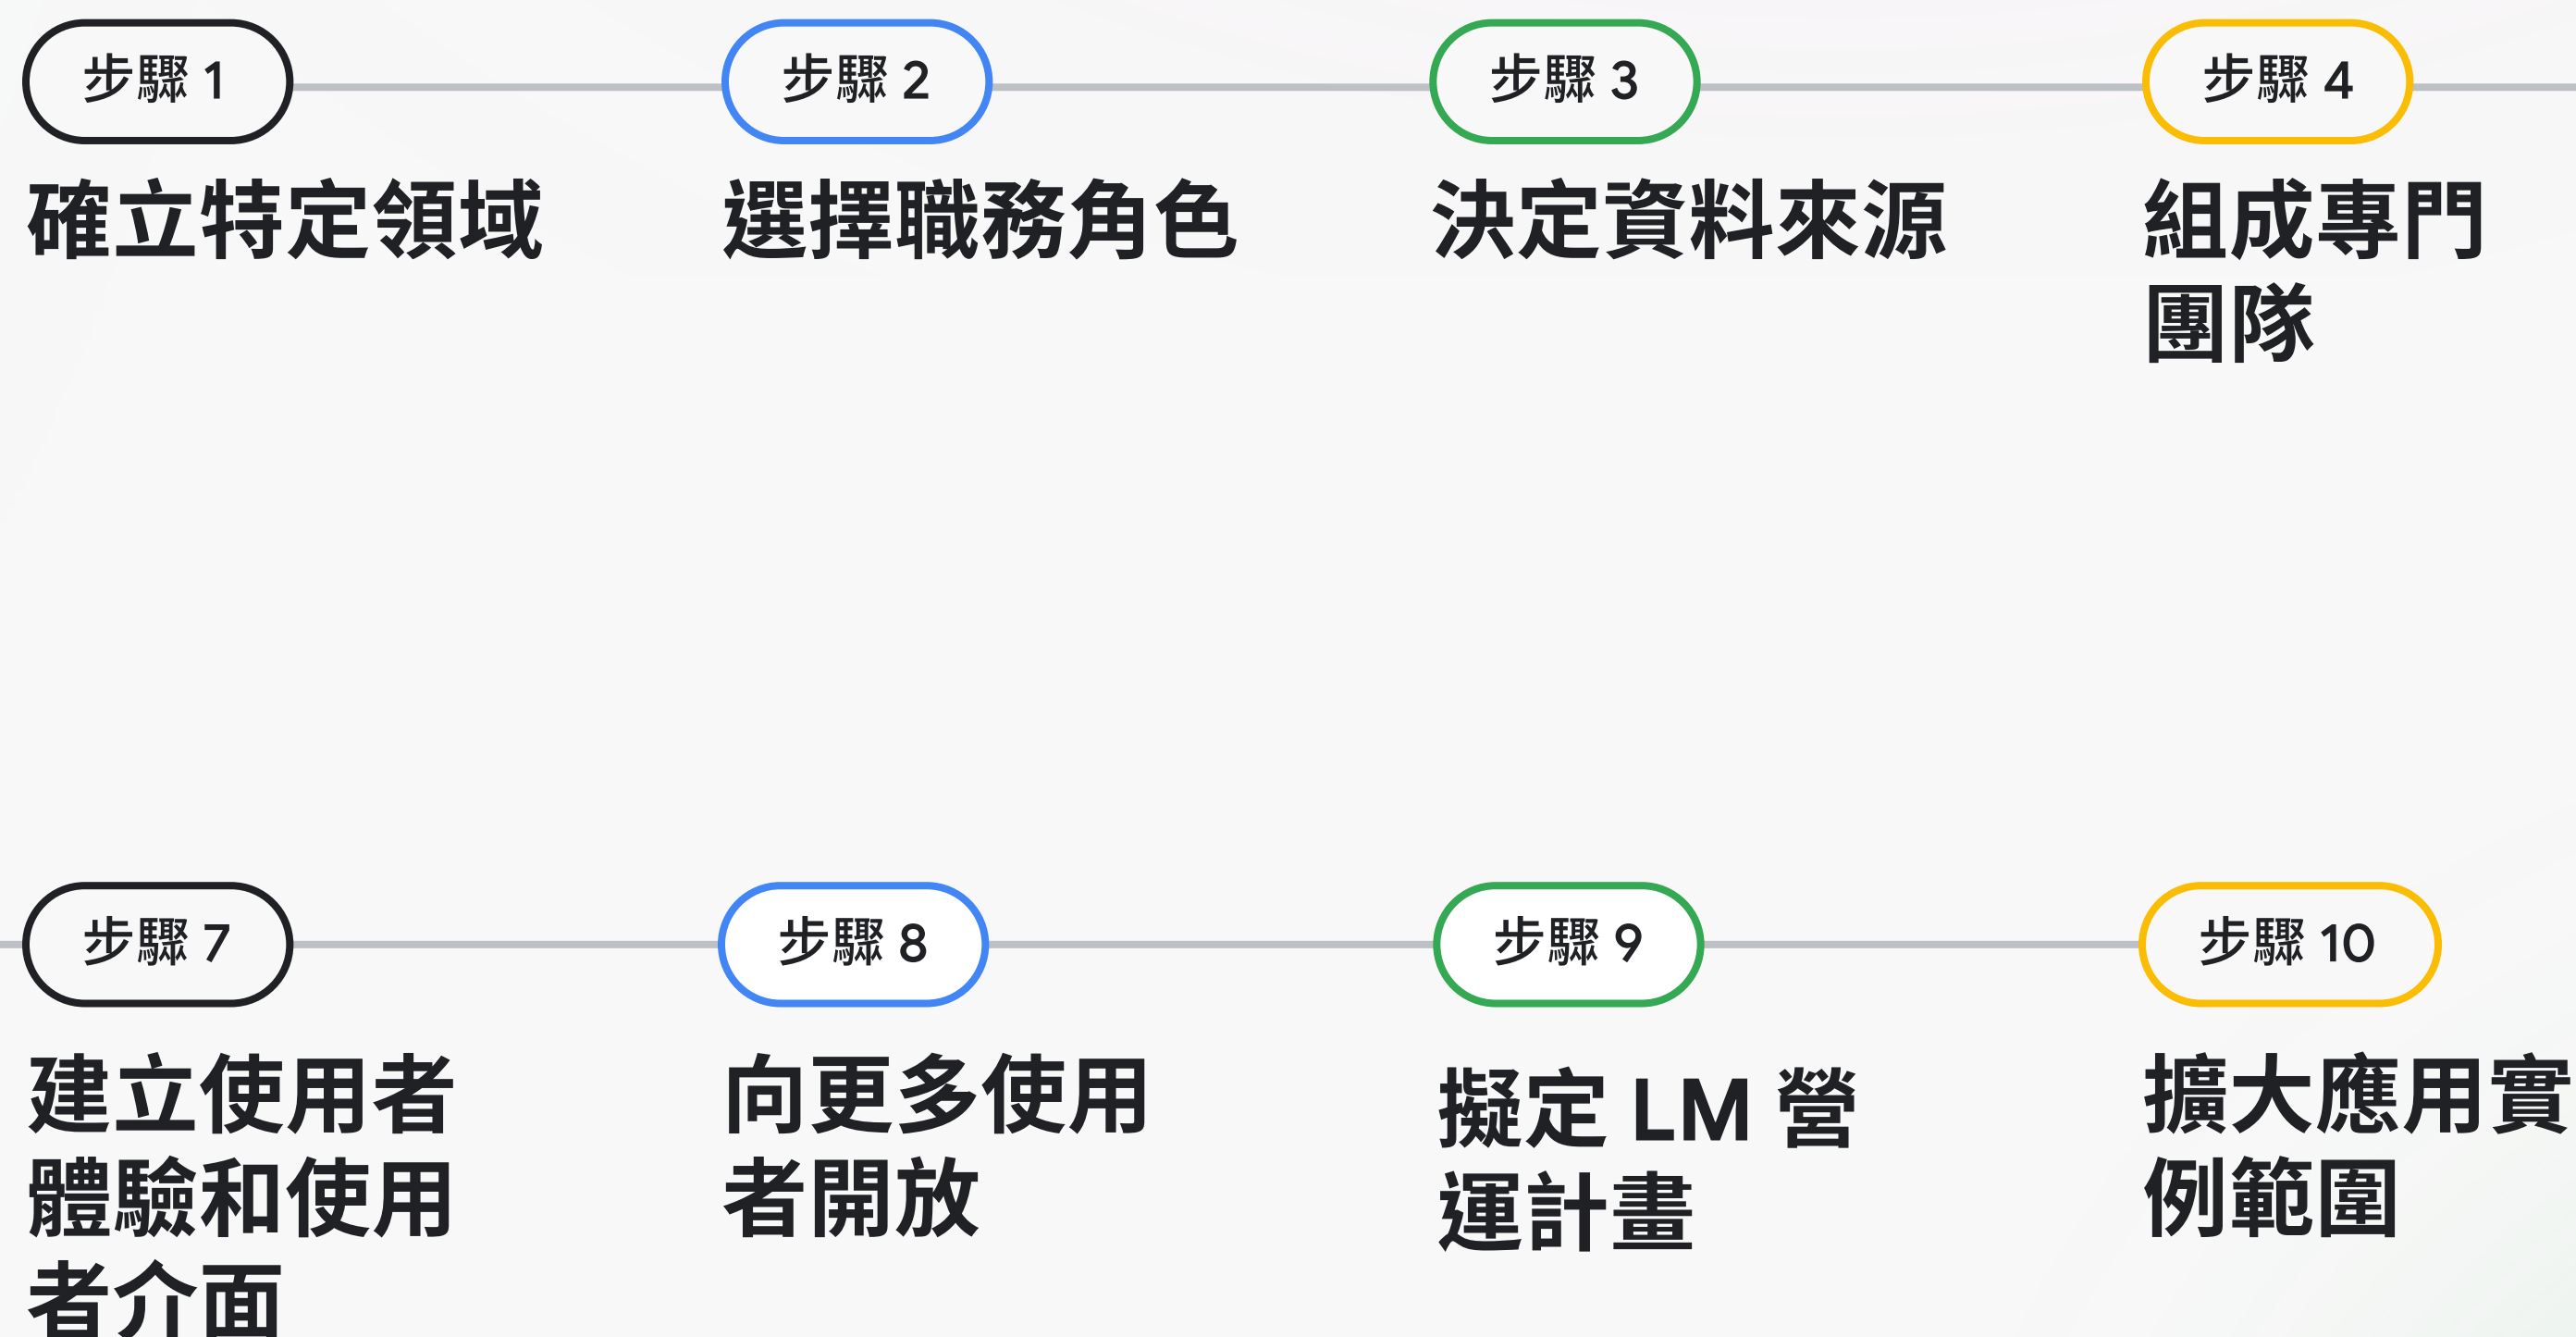 步驟 1
確立特定領域
步驟 2
選擇職務角色
步驟 3
決定資料來源
步驟 4
組成專門
團隊
步驟 7
建立使用者
體驗和使用
者介面
步驟 8
向更多使用
者開放
步驟 9
擬定 LM 營
運計畫
步驟 10
擴大應用實
例範圍